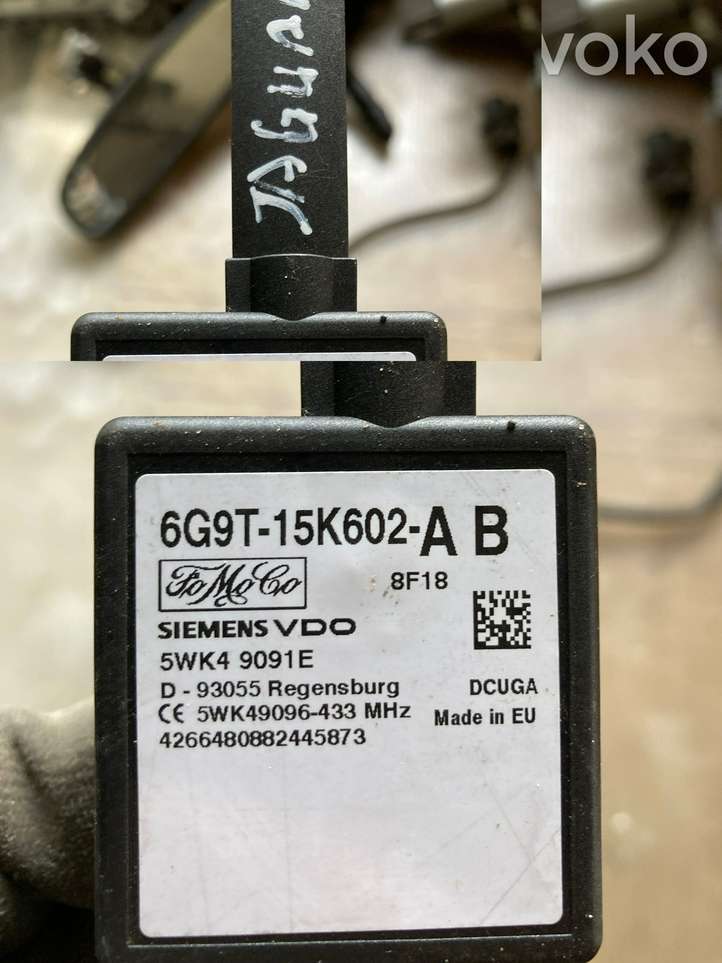 voko
JAGUA
6G9T-15K602-A B
FoMoCo
8F18
SIEMENS VDO
5WK4 9091E
D - 93055 Regensburg
DCUGA
CE 5WK49096-433 MHz
Made in EU
4266480882445873